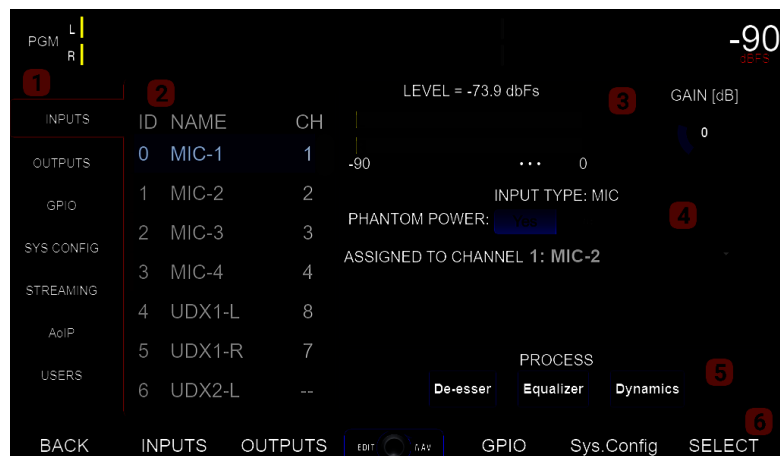 PGM L
R
-90
dBFS
1
2
LEVEL = -73.9 dbFs
3
GAIN [dB]
INPUTS
ID NAME CH
0
0 MIC-1 1
-90 ... 0
OUTPUTS
1 MIC-2 2
INPUT TYPE: MIC
GPIO
PHANTOM POWER:
4
2 MIC-3 3
SYS CONFIG
ASSIGNED TO CHANNEL 1: MIC-2
3 MIC-4 4
STREAMING
4 UDX1-L 8
AoIP
5 UDX1-R 7
PROCESS
USERS
5
6 UDX2-L --
De-esser Equalizer Dynamics
6
BACK INPUTS OUTPUTS EDIT NAV GPIO Sys.Config SELECT